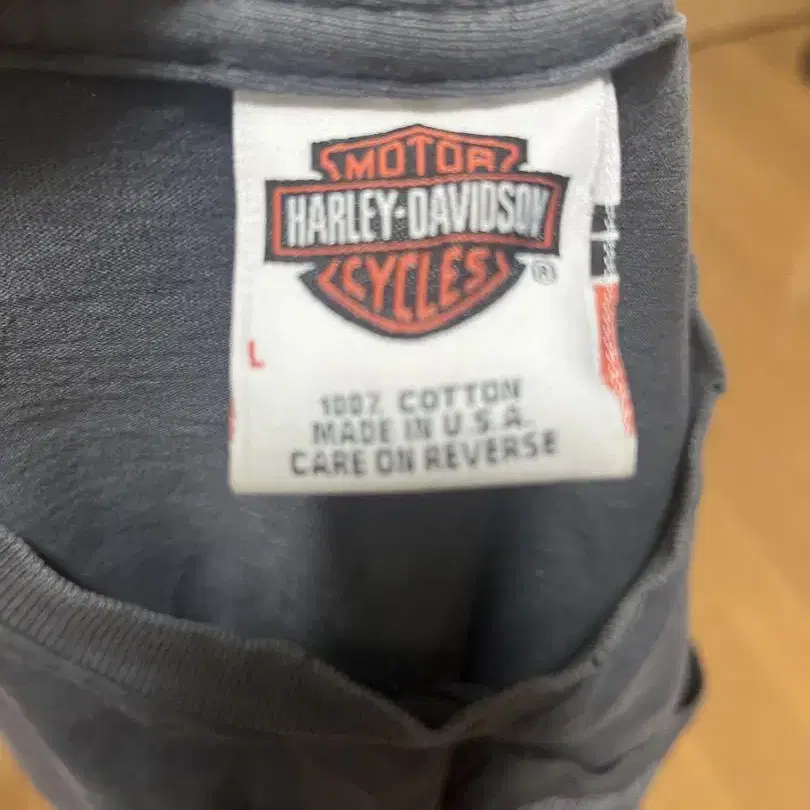 MOTOR
HARLEY-DAVIDSON
CYCLES
®
L
100% COTTON
MADE IN U.S.A.
CARE ON REVERSE